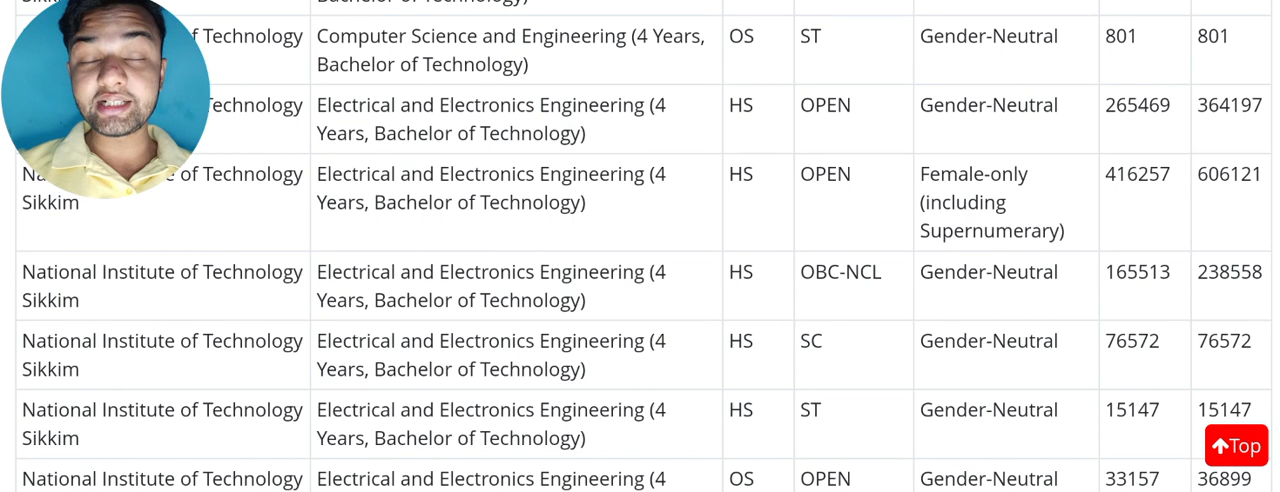 Bachelor of Technology)
f Technology Computer Science and Engineering (4 Years, OS ST Gender-Neutral 801 801
Bachelor of Technology)
Technology Electrical and Electronics Engineering (4 HS OPEN Gender-Neutral 265469 364197
Years, Bachelor of Technology)
e of Technology Electrical and Electronics Engineering (4 HS OPEN Female-only 416257 606121
Sikkim Years, Bachelor of Technology) (including
Supernumerary)
National Institute of Technology Electrical and Electronics Engineering (4 HS OBC-NCL Gender-Neutral 165513 238558
Sikkim Years, Bachelor of Technology)
National Institute of Technology Electrical and Electronics Engineering (4 HS SC Gender-Neutral 76572 76572
Sikkim Years, Bachelor of Technology)
National Institute of Technology Electrical and Electronics Engineering (4 HS ST Gender-Neutral 15147 15147
Sikkim Years, Bachelor of Technology)
Top
National Institute of Technology Electrical and Electronics Engineering (4 OS OPEN Gender-Neutral 33157 36899